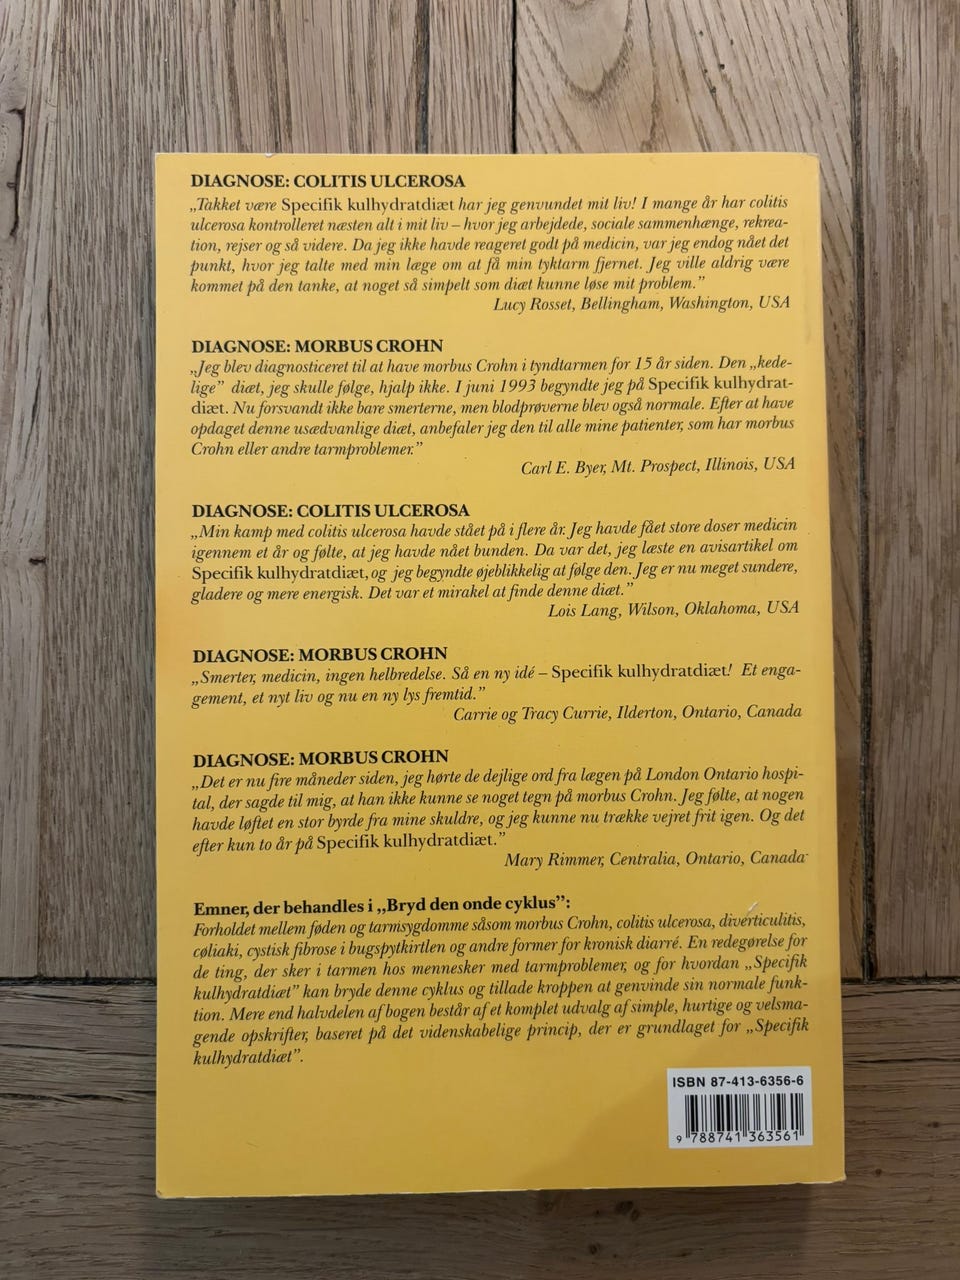 DIAGNOSE: COLITIS ULCEROSA
„Takket være Specifik kulhydratdiæt har jeg genvundet mit liv! I mange år har colitis
ulcerosa kontrolleret næsten alt i mit liv – hvor jeg arbejdede, sociale sammenhænge, rekrea-
tion, rejser og så videre. Da jeg ikke havde reageret godt på medicin, var jeg endog nået det
punkt, hvor jeg talte med min læge om at få min tyktarm fjernet. Jeg ville aldrig være
kommet på den tanke, at noget så simpelt som diæt kunne løse mit problem.”
Lucy Rosset, Bellingham, Washington, USA
DIAGNOSE: MORBUS CROHN
„Jeg blev diagnosticeret til at have morbus Crohn i tyndtarmen for 15 år siden. Den „kede-
lige” diæt, jeg skulle følge, hjalp ikke. I juni 1993 begyndte jeg på Specifik kulhydrat-
diæt. Nu forsvandt ikke bare smerterne, men blodprøverne blev også normale. Efter at have
opdaget denne usædvanlige diæt, anbefaler jeg den til alle mine patienter, som har morbus
Crohn eller andre tarmproblemer.”
Carl E. Byer, Mt. Prospect, Illinois, USA
DIAGNOSE: COLITIS ULCEROSA
„Min kamp med colitis ulcerosa havde stået på i flere år. Jeg havde fået store doser medicin
igennem et år og følte, at jeg havde nået bunden. Da var det, jeg læste en avisartikel om
Specifik kulhydratdiæt, og jeg begyndte øjeblikkelig at følge den. Jeg er nu meget sundere,
gladere og mere energisk. Det var et mirakel at finde denne diæt.”
Lois Lang, Wilson, Oklahoma, USA
DIAGNOSE: MORBUS CROHN
„Smerter, medicin, ingen helbredelse. Så en ny idé – Specifik kulhydratdiæt! Et enga-
gement, et nyt liv og nu en ny lys fremtid.”
Carrie og Tracy Currie, Ilderton, Ontario, Canada
DIAGNOSE: MORBUS CROHN
„Det er nu fire måneder siden, jeg hørte de dejlige ord fra lægen på London Ontario hospi-
tal, der sagde til mig, at han ikke kunne se noget tegn på morbus Crohn. Jeg følte, at nogen
havde løftet en stor byrde fra mine skuldre, og jeg kunne nu trække vejret frit igen. Og det
efter kun to år på Specifik kulhydratdiæt.”
Mary Rimmer, Centralia, Ontario, Canada
Emner, der behandles i „Bryd den onde cyklus”:
Forholdet mellem føden og tarmsygdomme såsom morbus Crohn, colitis ulcerosa, diverticulitis,
cøliaki, cystisk fibrose i bugspytkirtlen og andre former for kronisk diarré. En redegørelse for
de ting, der sker i tarmen hos mennesker med tarmproblemer, og for hvordan „Specifik
kulhydratdiæt” kan bryde denne cyklus og tillade kroppen at genvinde sin normale funk-
tion. Mere end halvdelen af bogen består af et komplet udvalg af simple, hurtige og velsma-
gende opskrifter, baseret på det videnskabelige princip, der er grundlaget for „Specifik
kulhydratdiæt”.
ISBN 87-413-6356-6
9 788741 363561